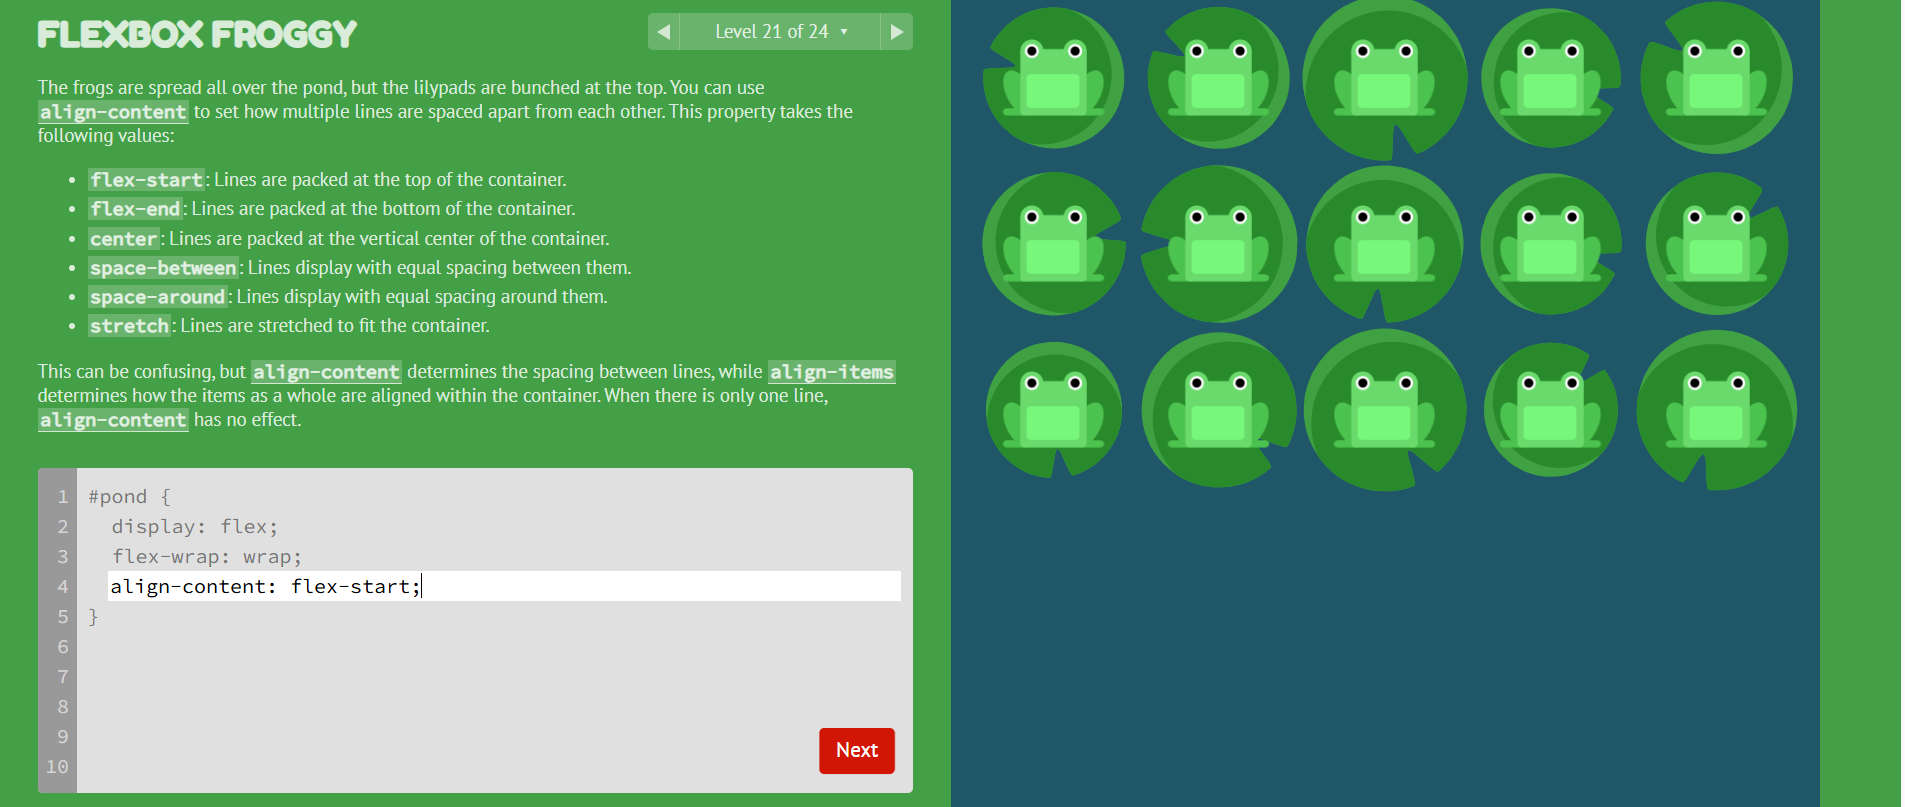 FLEXBOX FROGGY
Level 21 of 24
The frogs are spread all over the pond, but the lilypads are bunched at the top. You can use
align-content to set how multiple lines are spaced apart from each other. This property takes the
following values:
• flex-start: Lines are packed at the top of the container.
• flex-end: Lines are packed at the bottom of the container.
• center: Lines are packed at the vertical center of the container.
• space-between: Lines display with equal spacing between them.
• space-around: Lines display with equal spacing around them.
• stretch: Lines are stretched to fit the container.
This can be confusing, but align-content determines the spacing between lines, while align-items
determines how the items as a whole are aligned within the container. When there is only one line,
align-content has no effect.
1 #pond {
2 display: flex;
3 flex-wrap: wrap;
4 align-content: flex-start;
5 }
6
7
8
9
10
Next